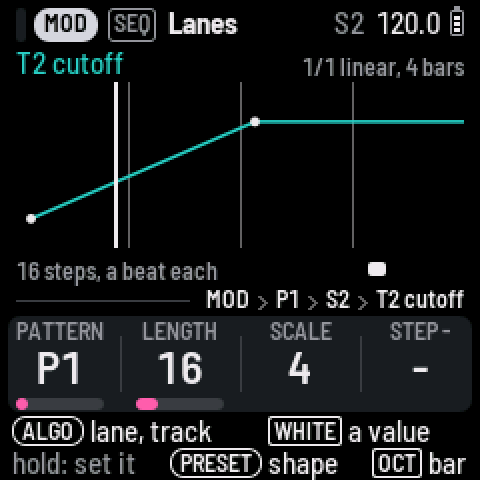 MOD SEQ Lanes S2 120.0
T2 cutoff 1/1 linear, 4 bars
16 steps, a beat each
MOD > P1 > S2 > T2 cutoff
PATTERN LENGTH SCALE STEP-
P1 16 4 -
ALGO lane, track WHITE a value
hold: set it PRESET shape OCT bar